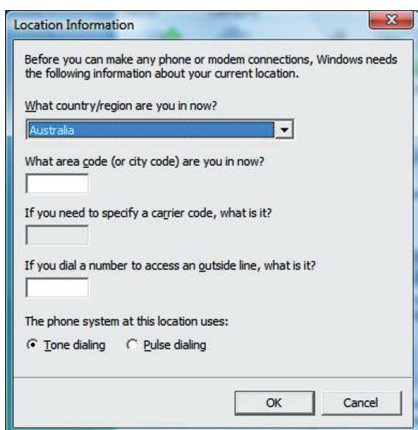 Location Information
Before you can make any phone or modem connections, Windows needs
the following information about your current location.
What country/region are you in now?
Australia
What area code (or city code) are you in now?
If you need to specify a carrier code, what is it?
If you dial a number to access an outside line, what is it?
The phone system at this location uses:
Tone dialing Pulse dialing
OK Cancel